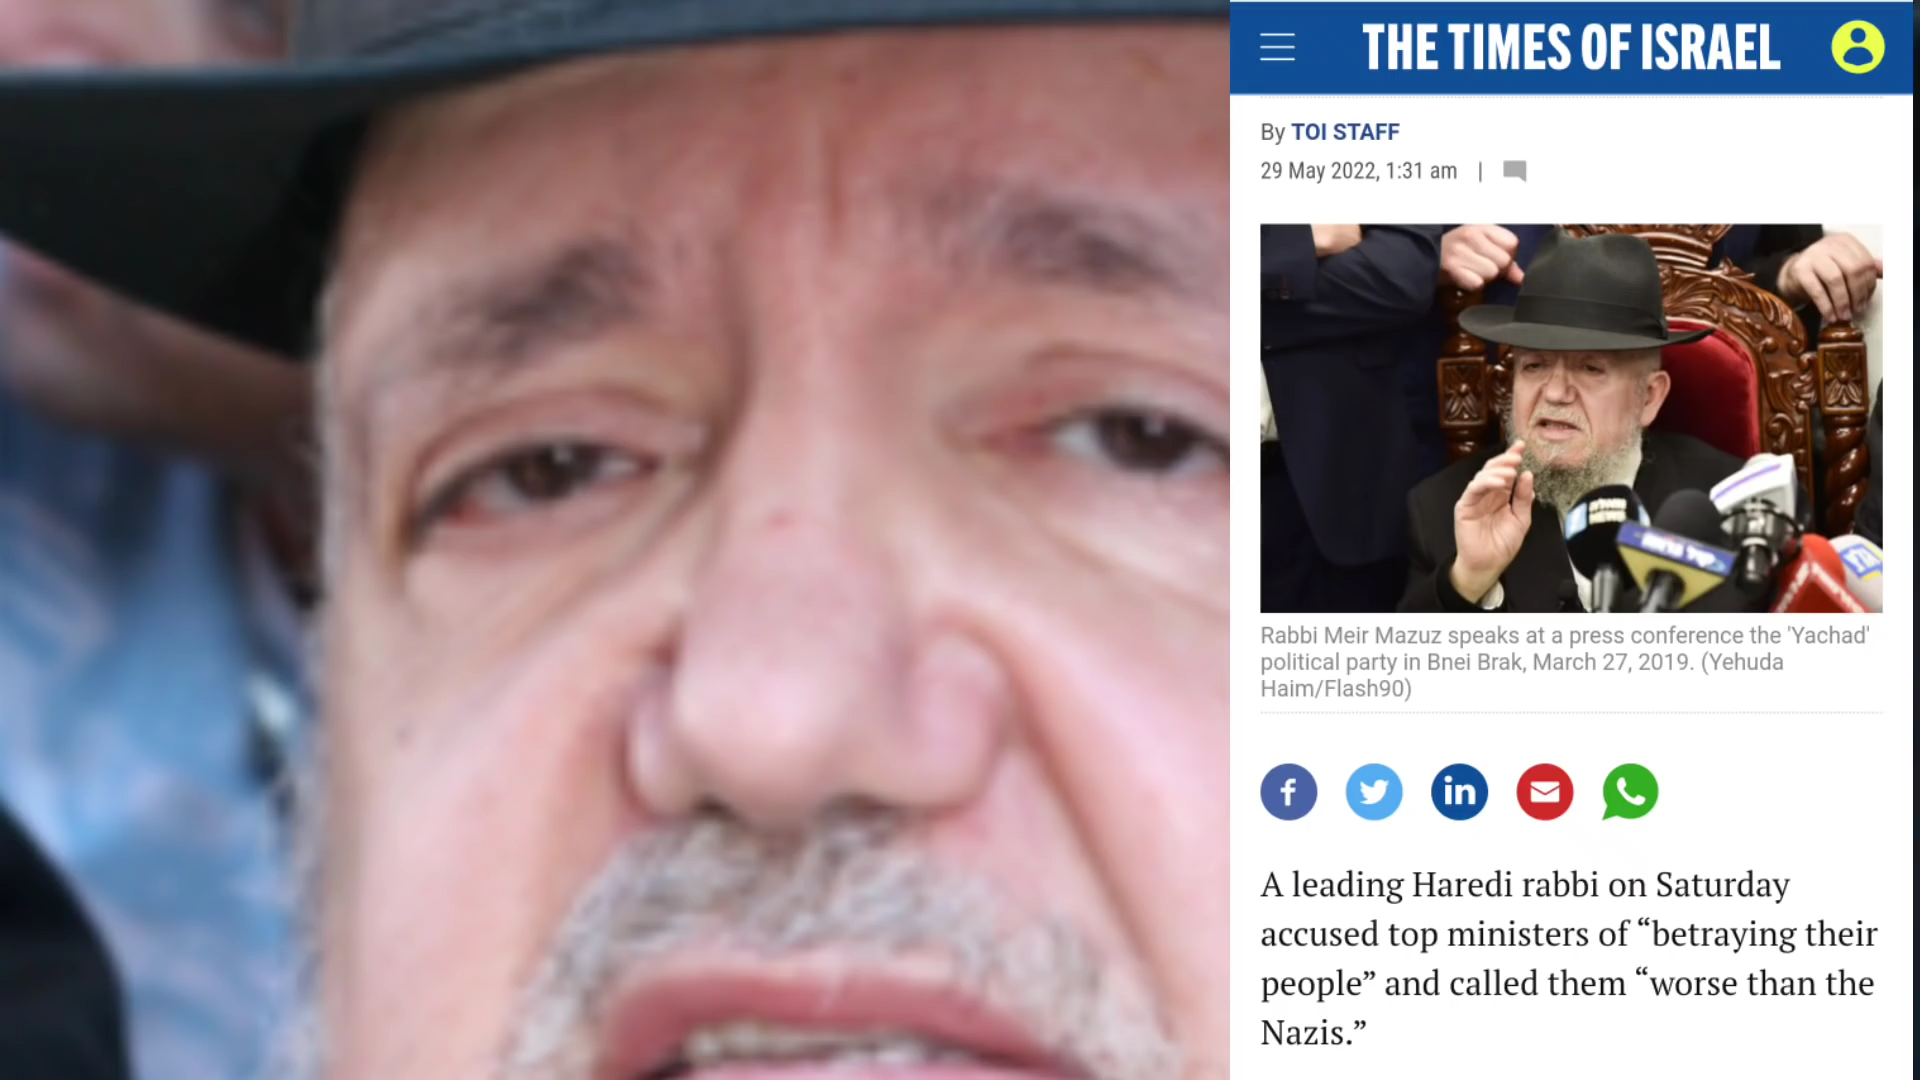 THE TIMES OF ISRAEL
By TOI STAFF
29 May 2022, 1:31 am |
Rabbi Meir Mazuz speaks at a press conference the 'Yachad'
political party in Bnei Brak, March 27, 2019. (Yehuda
Haim/Flash90)
f
in
A leading Haredi rabbi on Saturday
accused top ministers of “betraying their
people” and called them “worse than the
Nazis.”